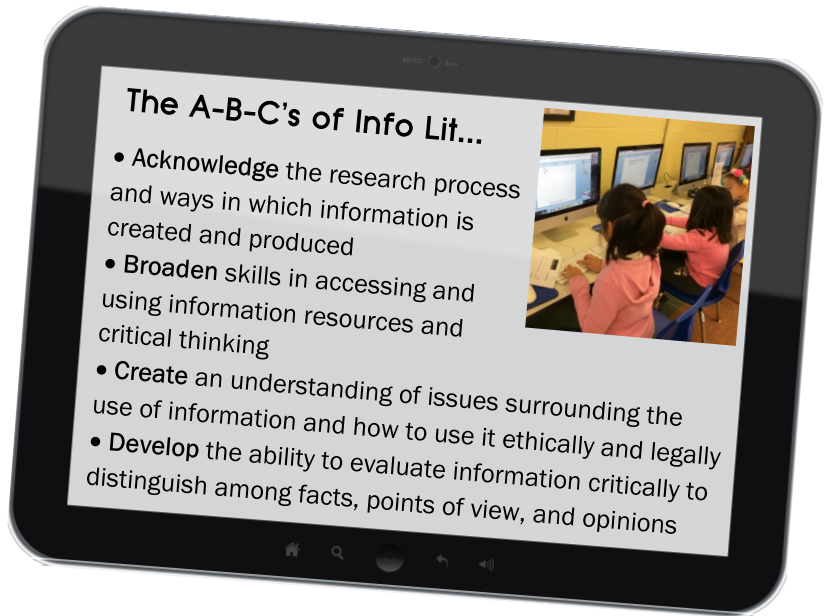 The A-B-C's of Info Lit...
• Acknowledge the research process
and ways in which information is
created and produced
• Broaden skills in accessing and
using information resources and
critical thinking
• Create an understanding of issues surrounding the
use of information and how to use it ethically and legally
• Develop the ability to evaluate information critically to
distinguish among facts, points of view, and opinions